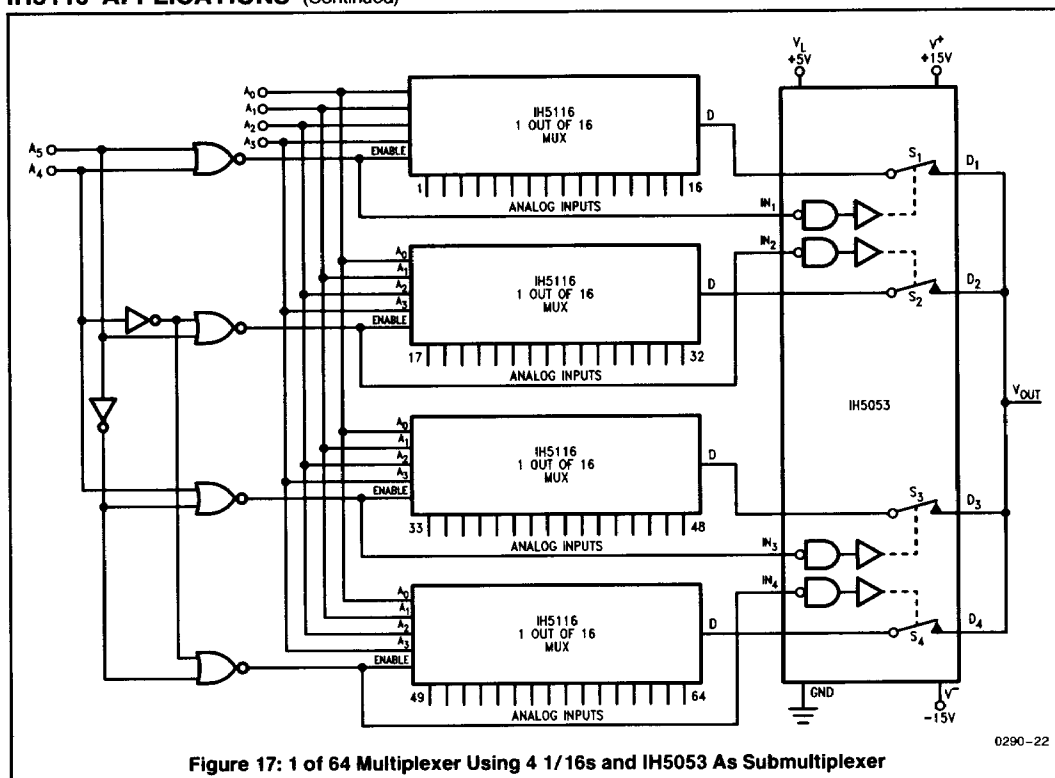 IH5116 APPLICATIONS (Continued)
V_L
+5V
V+
+15V
A0
A1
A2
A3
ENABLE
IH5116
1 OUT OF 16
MUX
D
1
16
ANALOG INPUTS
A5
A4
S1
D1
IN1
IN2
A0
A1
A2
A3
ENABLE
IH5116
1 OUT OF 16
MUX
D
S2
D2
17
32
ANALOG INPUTS
IH5053
VOUT
A0
A1
A2
A3
ENABLE
IH5116
1 OUT OF 16
MUX
D
S3
D3
33
48
ANALOG INPUTS
IN3
IN4
A0
A1
A2
A3
ENABLE
IH5116
1 OUT OF 16
MUX
D
S4
D4
49
64
ANALOG INPUTS
GND
V−
−15V
0290–22
Figure 17: 1 of 64 Multiplexer Using 4 1/16s and IH5053 As Submultiplexer